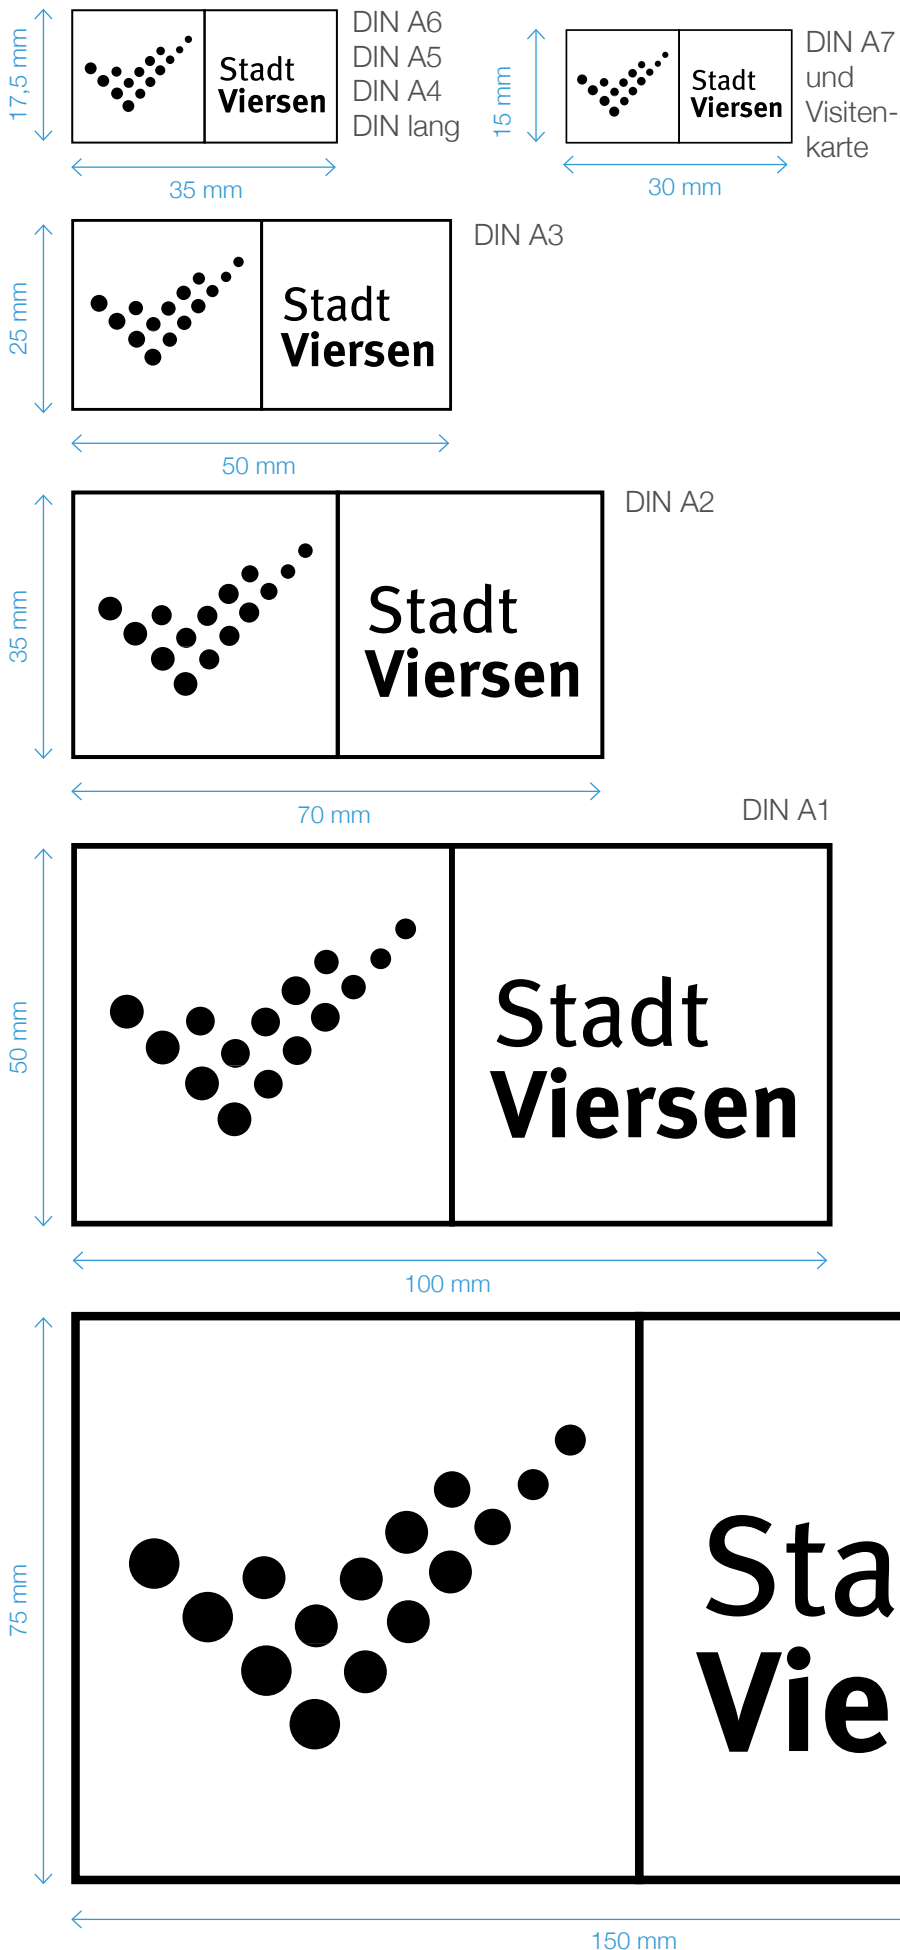 17,5 mm
Stadt
Viersen
DIN A6
DIN A5
DIN A4
DIN lang
35 mm
15 mm
Stadt
Viersen
DIN A7
und
Visiten-
karte
30 mm
25 mm
Stadt
Viersen
DIN A3
50 mm
35 mm
Stadt
Viersen
DIN A2
70 mm
DIN A1
50 mm
Stadt
Viersen
100 mm
75 mm
Sta
Vie
150 mm